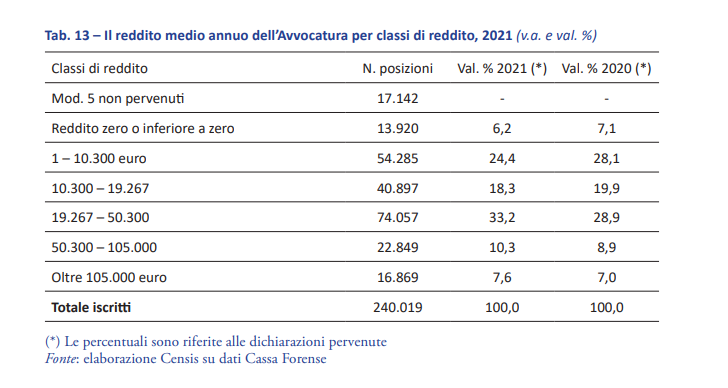 Tab. 13 – Il reddito medio annuo dell'Avvocatura per classi di reddito, 2021 (v.a. e val. %)
Classi di reddito N. posizioni Val. % 2021 (*) Val. % 2020 (*)
Mod. 5 non pervenuti 17.142 - -
Reddito zero o inferiore a zero 13.920 6,2 7,1
1 – 10.300 euro 54.285 24,4 28,1
10.300 – 19.267 40.897 18,3 19,9
19.267 – 50.300 74.057 33,2 28,9
50.300 – 105.000 22.849 10,3 8,9
Oltre 105.000 euro 16.869 7,6 7,0
Totale iscritti 240.019 100,0 100,0
(*) Le percentuali sono riferite alle dichiarazioni pervenute
Fonte: elaborazione Censis su dati Cassa Forense